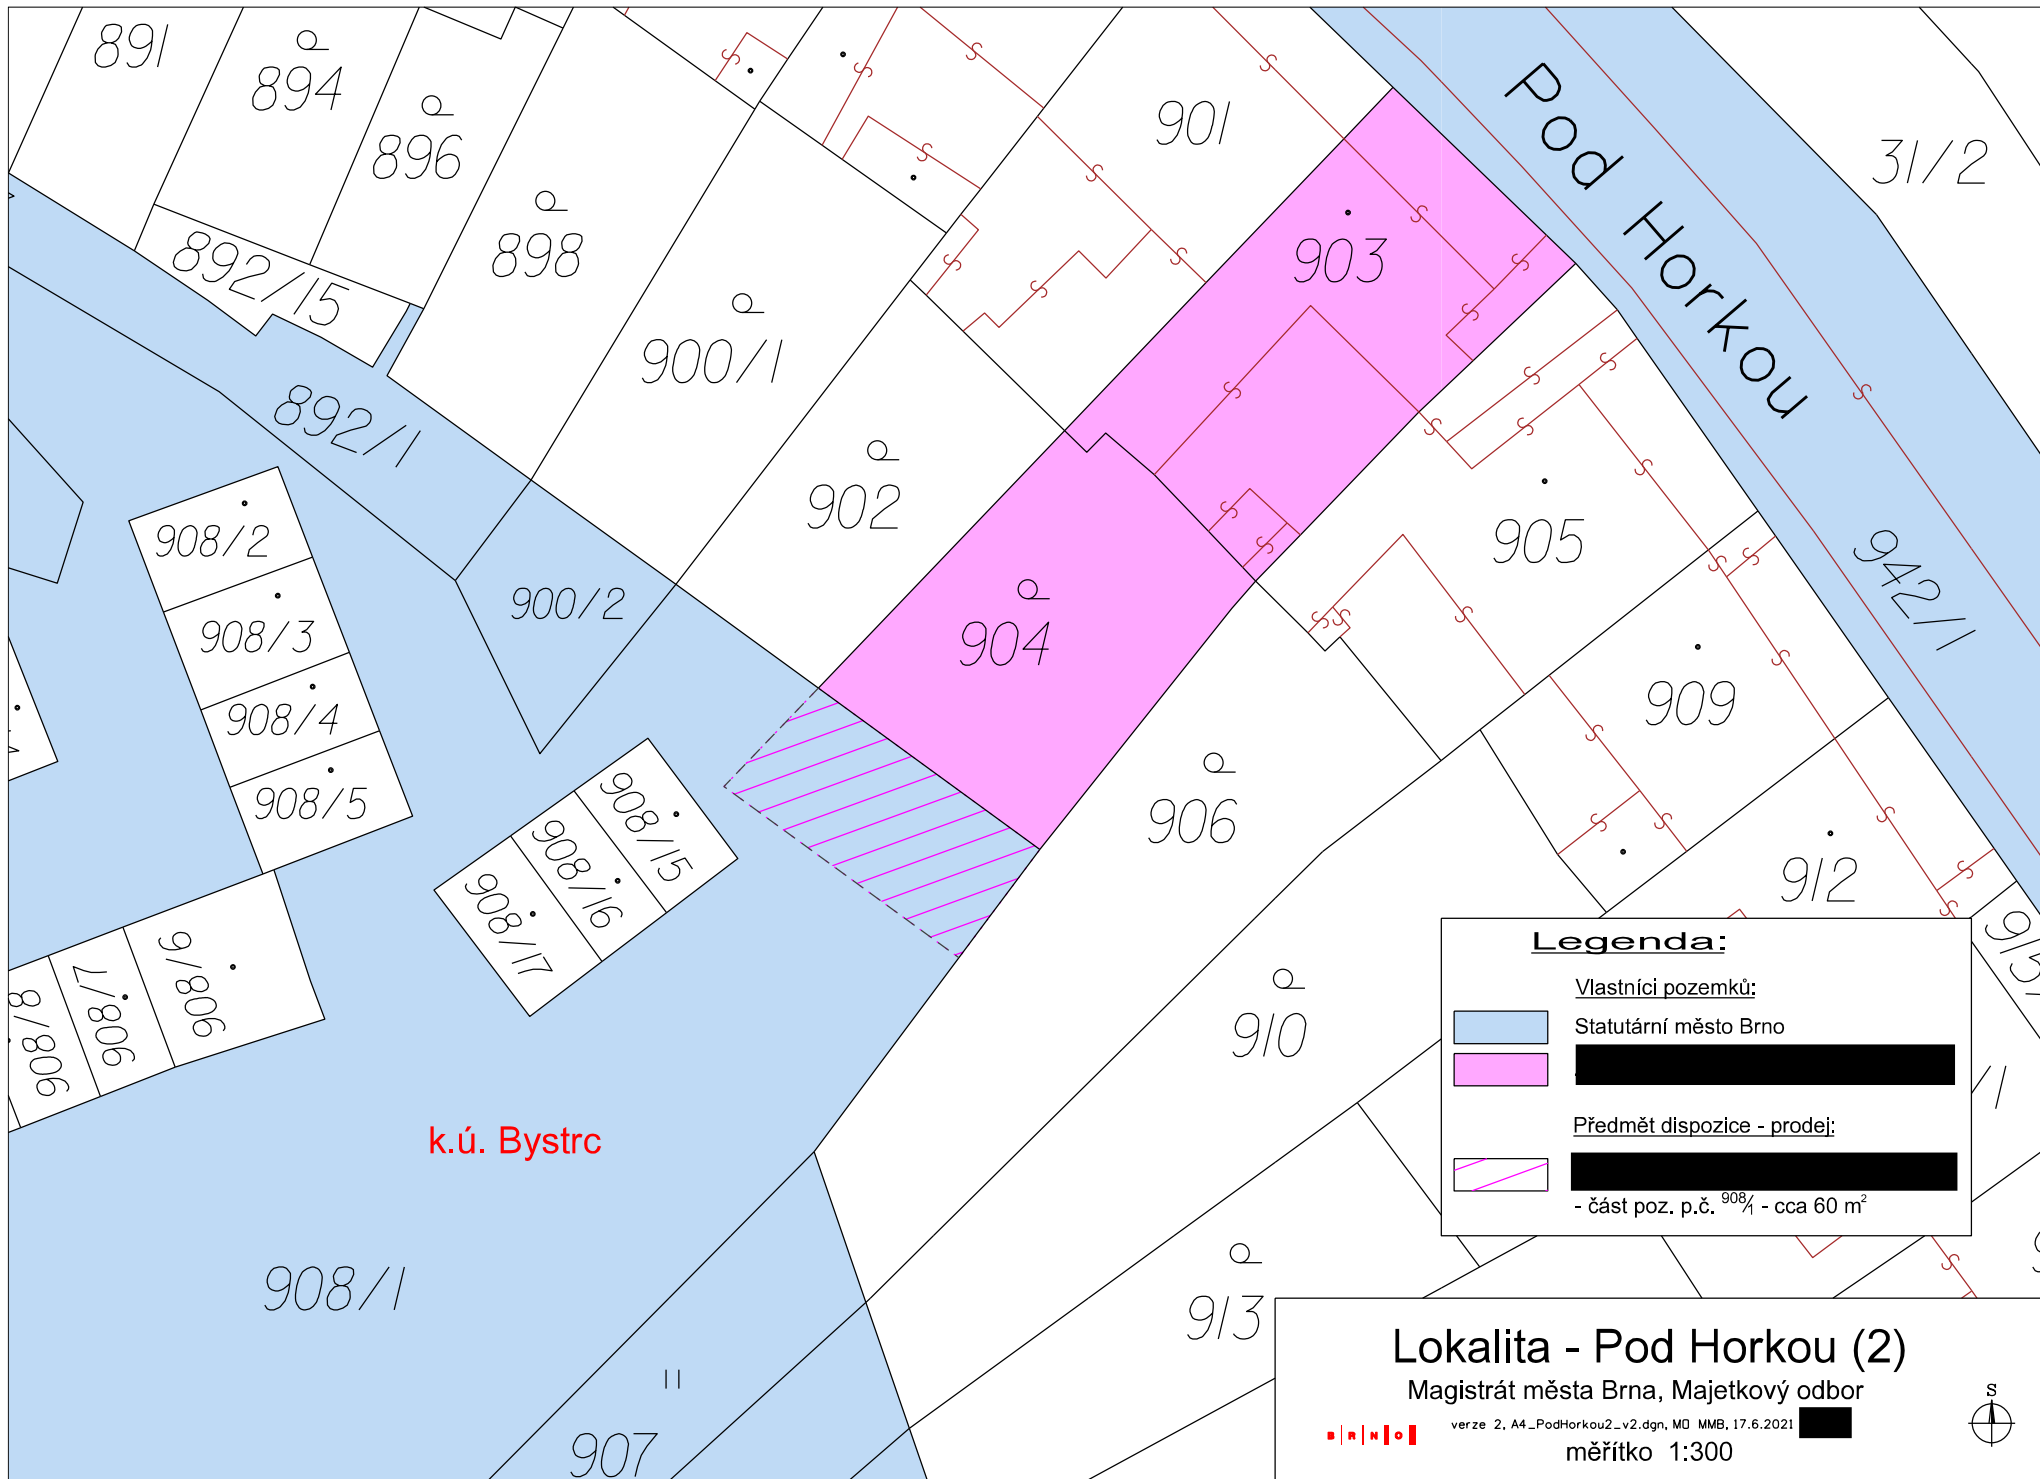 891
894
896
898
892/15
892/1
900/1
900/2
901
902
903
904
905
906
909
910
912
913
907
31/2
942/1
Pod Horkou
908/2
908/3
908/4
908/5
908/15
908/16
908/17
908/6
908/7
908/8
908/1
k.ú. Bystrc
Legenda:
Vlastníci pozemků:
Statutární město Brno
Předmět dispozice - prodej:
- část poz. p.č. 908/1 - cca 60 m²
Lokalita - Pod Horkou (2)
Magistrát města Brna, Majetkový odbor
verze 2, A4_PodHorkou2_v2.dgn, MO MMB, 17.6.2021
BRNO
měřítko 1:300
S